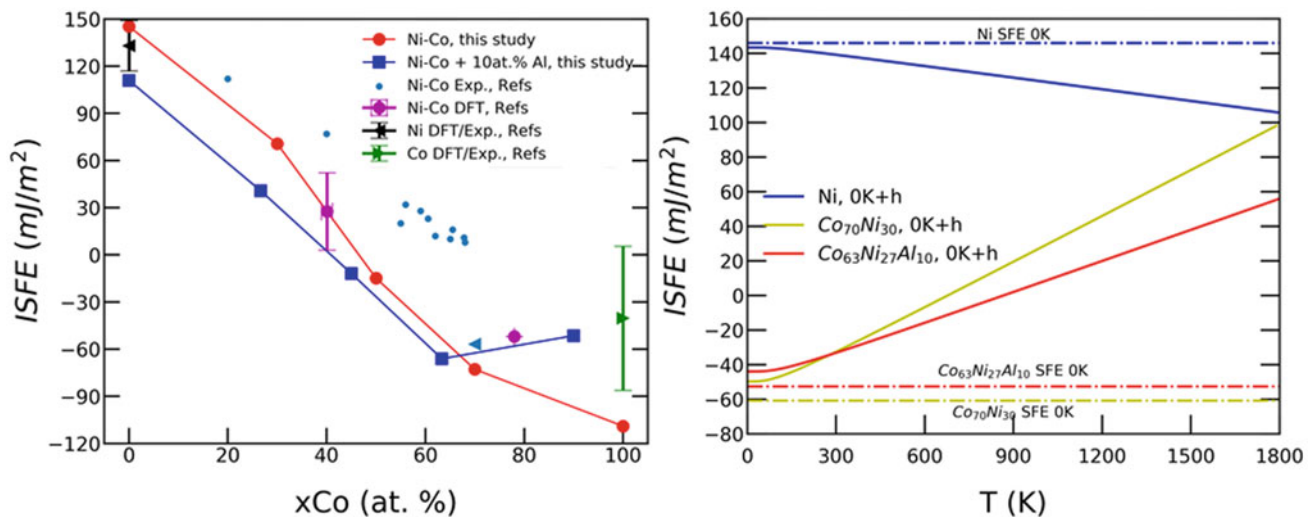 150
120
90
60
30
0
−30
−60
−90
−120
ISFE (mJ/m²)
0 20 40 60 80 100
xCo (at. %)
Ni-Co, this study
Ni-Co + 10at.% Al, this study
Ni-Co Exp., Refs
Ni-Co DFT, Refs
Ni DFT/Exp., Refs
Co DFT/Exp., Refs
160
140
120
100
80
60
40
20
0
−20
−40
−60
−80
ISFE (mJ/m²)
0 300 600 900 1200 1500 1800
T (K)
Ni SFE 0K
Ni, 0K+h
Co₇₀Ni₃₀, 0K+h
Co₆₃Ni₂₇Al₁₀, 0K+h
Co₆₃Ni₂₇Al₁₀ SFE 0K
Co₇₀Ni₃₀ SFE 0K